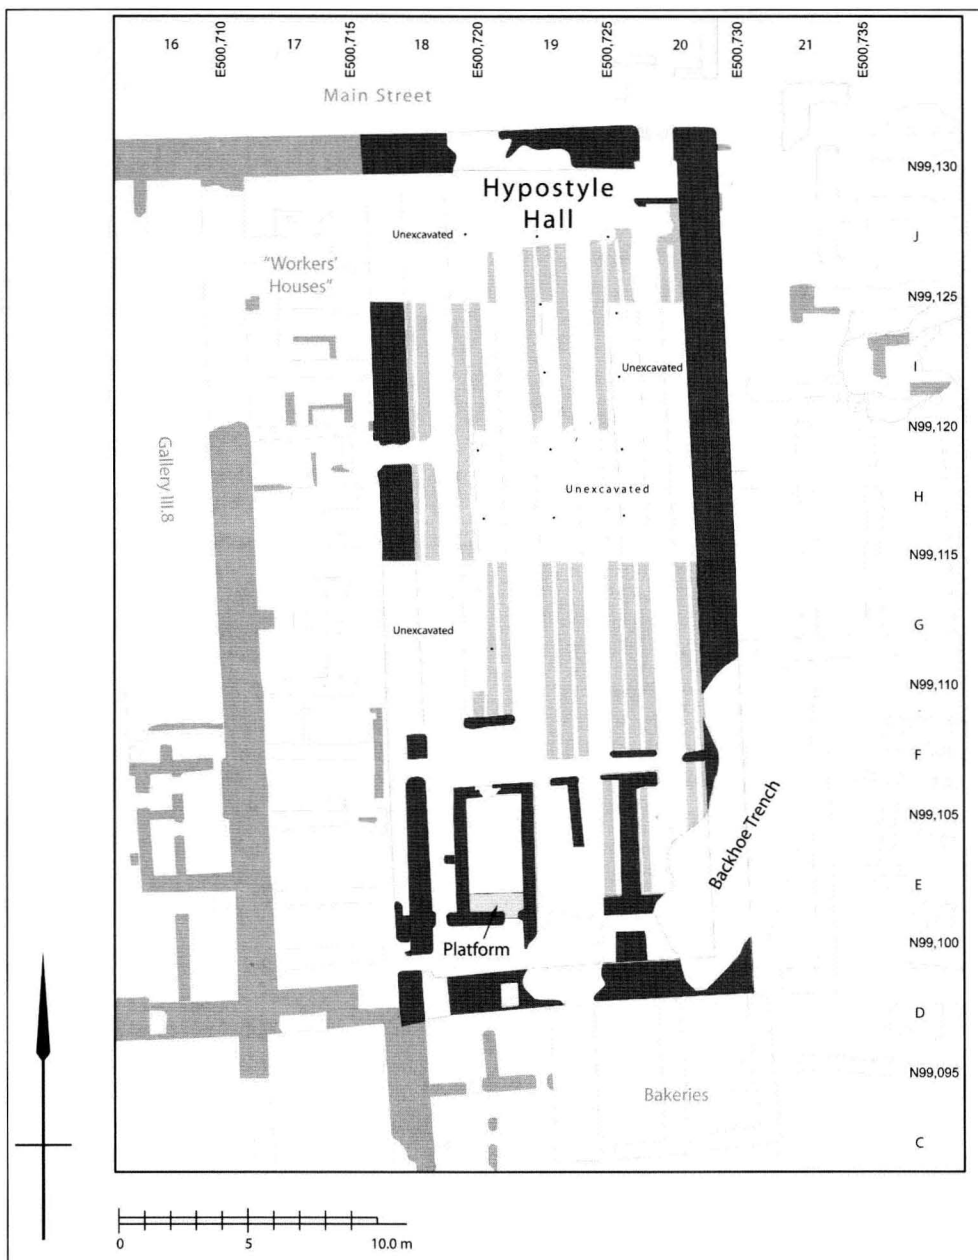 16
E500,710
17
E500,715
18
E500,720
19
E500,725
20
E500,730
21
E500,735
Main Street
N99,130
Hypostyle
Hall
Unexcavated
J
"Workers'
Houses"
N99,125
Unexcavated
I
N99,120
Gallery III.8
Unexcavated
H
N99,115
Unexcavated
G
N99,110
F
Backhoe Trench
N99,105
E
Platform
N99,100
D
N99,095
Bakeries
C
0
5
10.0 m